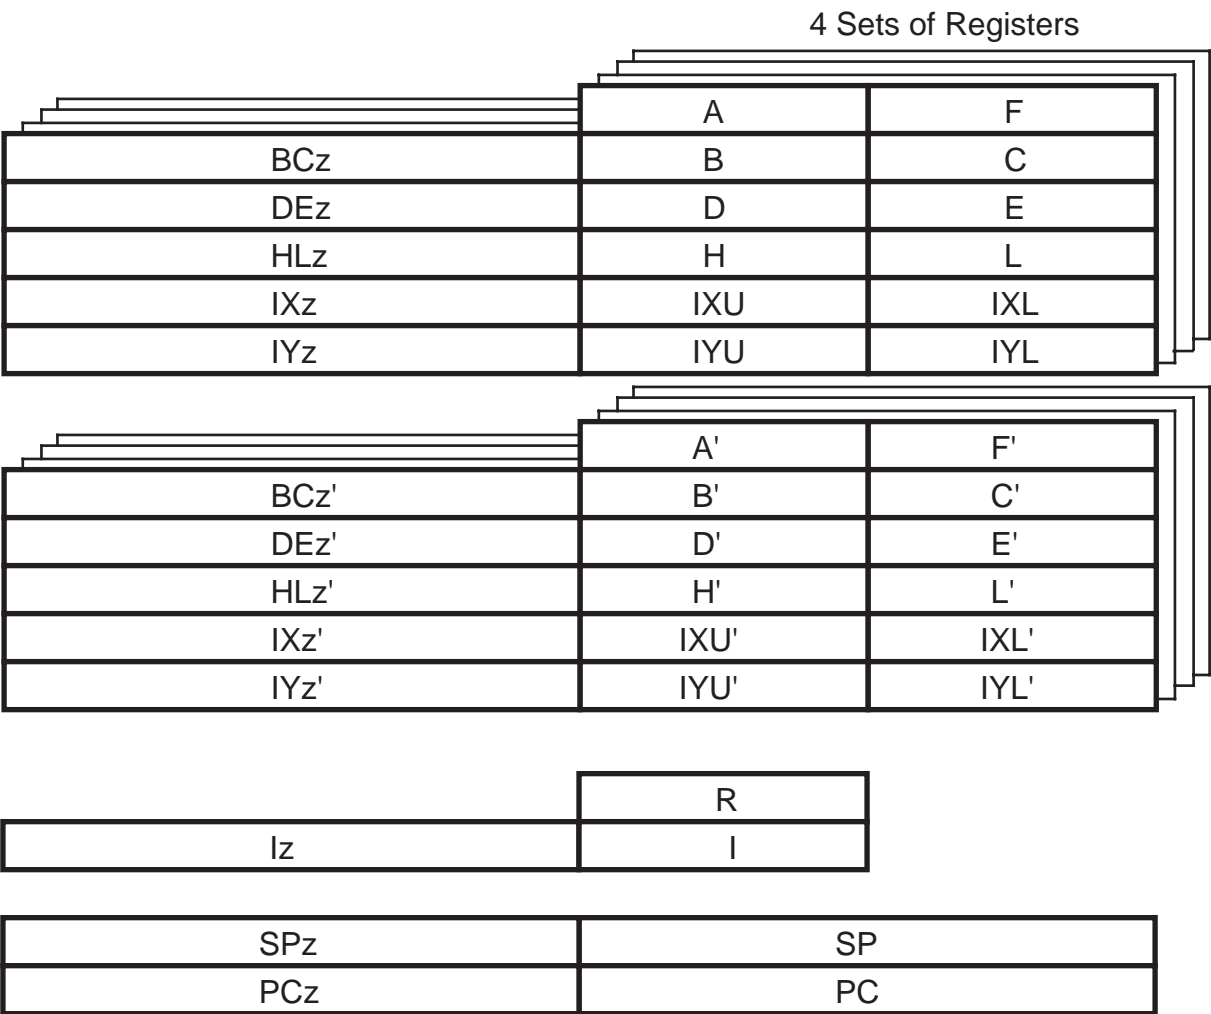 4 Sets of Registers
A F
BCz B C
DEz D E
HLz H L
IXz IXU IXL
IYz IYU IYL
A' F'
BCz' B' C'
DEz' D' E'
HLz' H' L'
IXz' IXU' IXL'
IYz' IYU' IYL'
R
Iz I
SPz SP
PCz PC